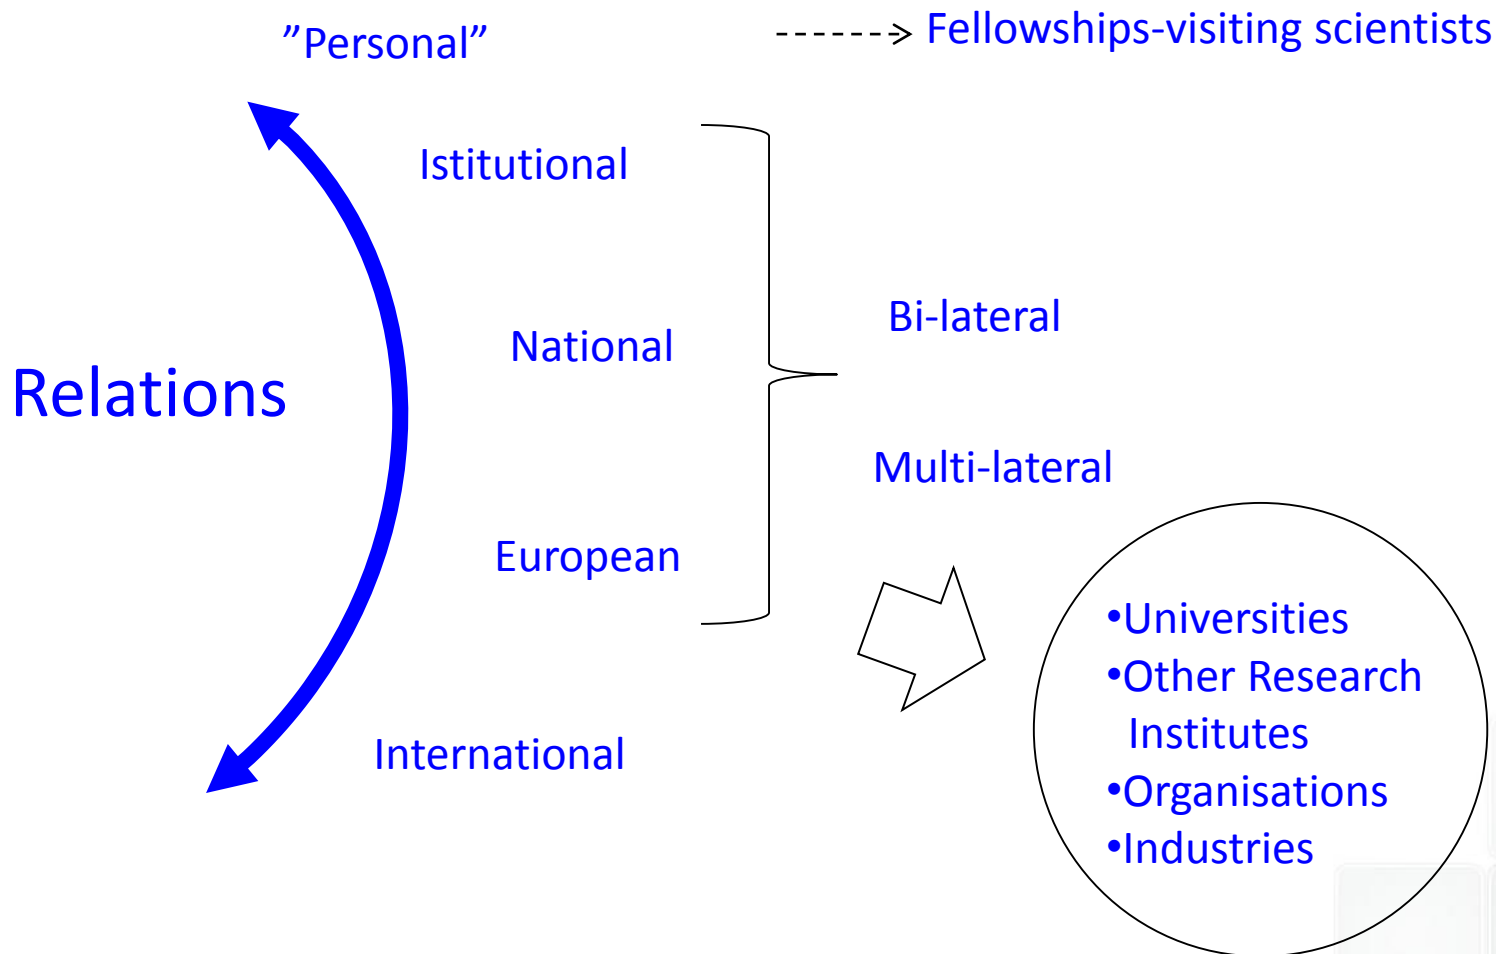 ”Personal”
Fellowships-visiting scientists
Istitutional
Bi-lateral
National
Relations
Multi-lateral
European
•Universities
•Other Research
Institutes
International
•Organisations
•Industries